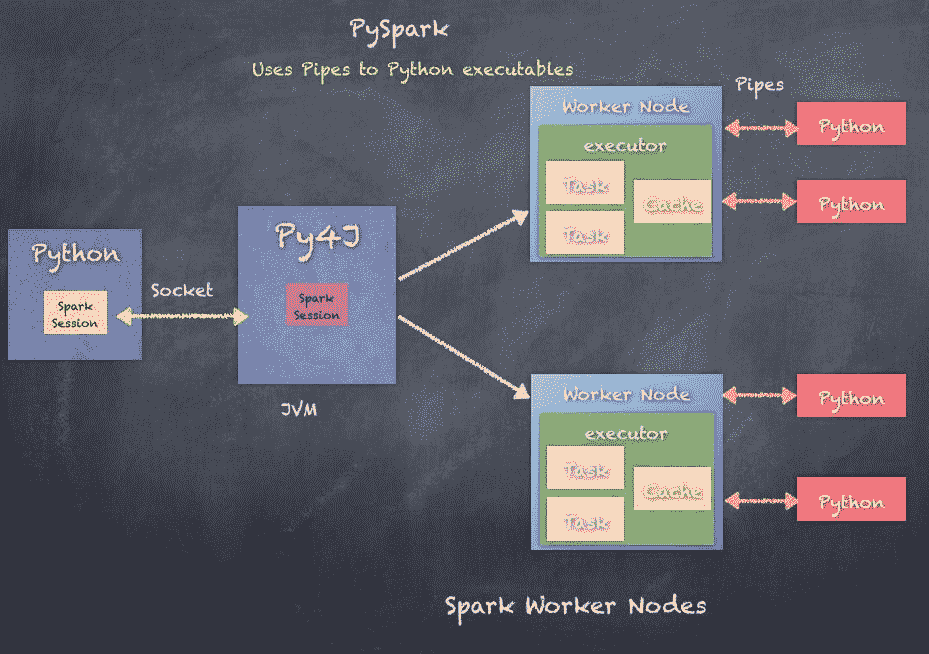 PySpark
Uses Pipes to Python executables
Pipes
Worker Node
executor
Task
Cache
Task
Python
Python
Python
Spark
Session
Socket
Py4J
Spark
Session
JVM
Worker Node
executor
Task
Cache
Task
Python
Python
Spark Worker Nodes